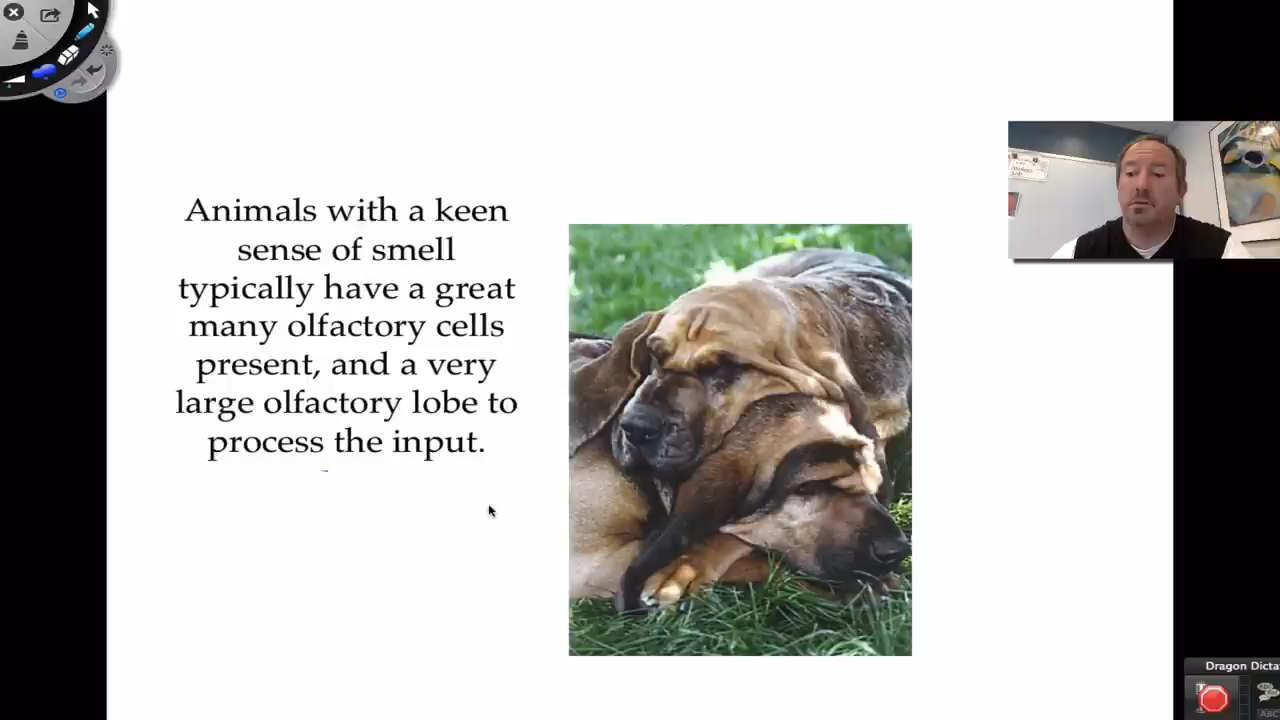 Animals with a keen
sense of smell
typically have a great
many olfactory cells
present, and a very
large olfactory lobe to
process the input.
Dragon Dicta